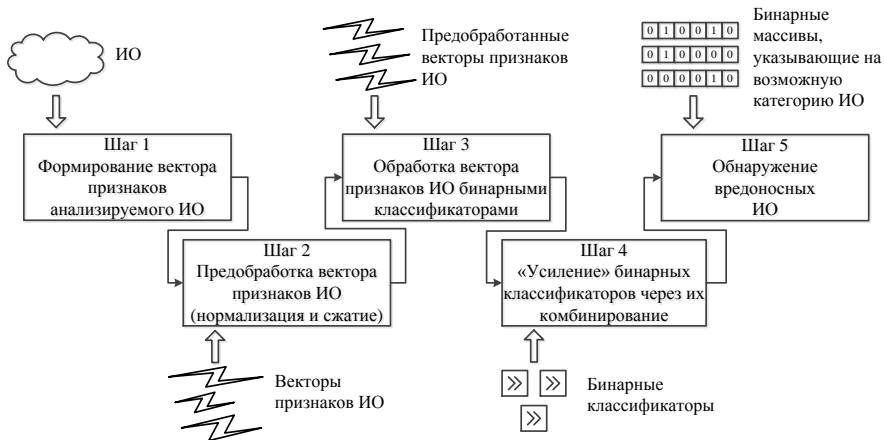 ИО
Шаг 1
Формирование вектора
признаков
анализируемого ИО
Шаг 2
Предобработка вектора
признаков ИО
(нормализация и сжатие)
Векторы
признаков ИО
Предобработанные
векторы признаков
ИО
Шаг 3
Обработка вектора
признаков ИО бинарными
классификаторами
Шаг 4
«Усиление» бинарных
классификаторов через их
комбинирование
Бинарные
классификаторы
0 1 0 0 1 0
0 1 0 0 0 0
0 0 0 0 1 0
Бинарные
массивы,
указывающие на
возможную
категорию ИО
Шаг 5
Обнаружение
вредоносных
ИО